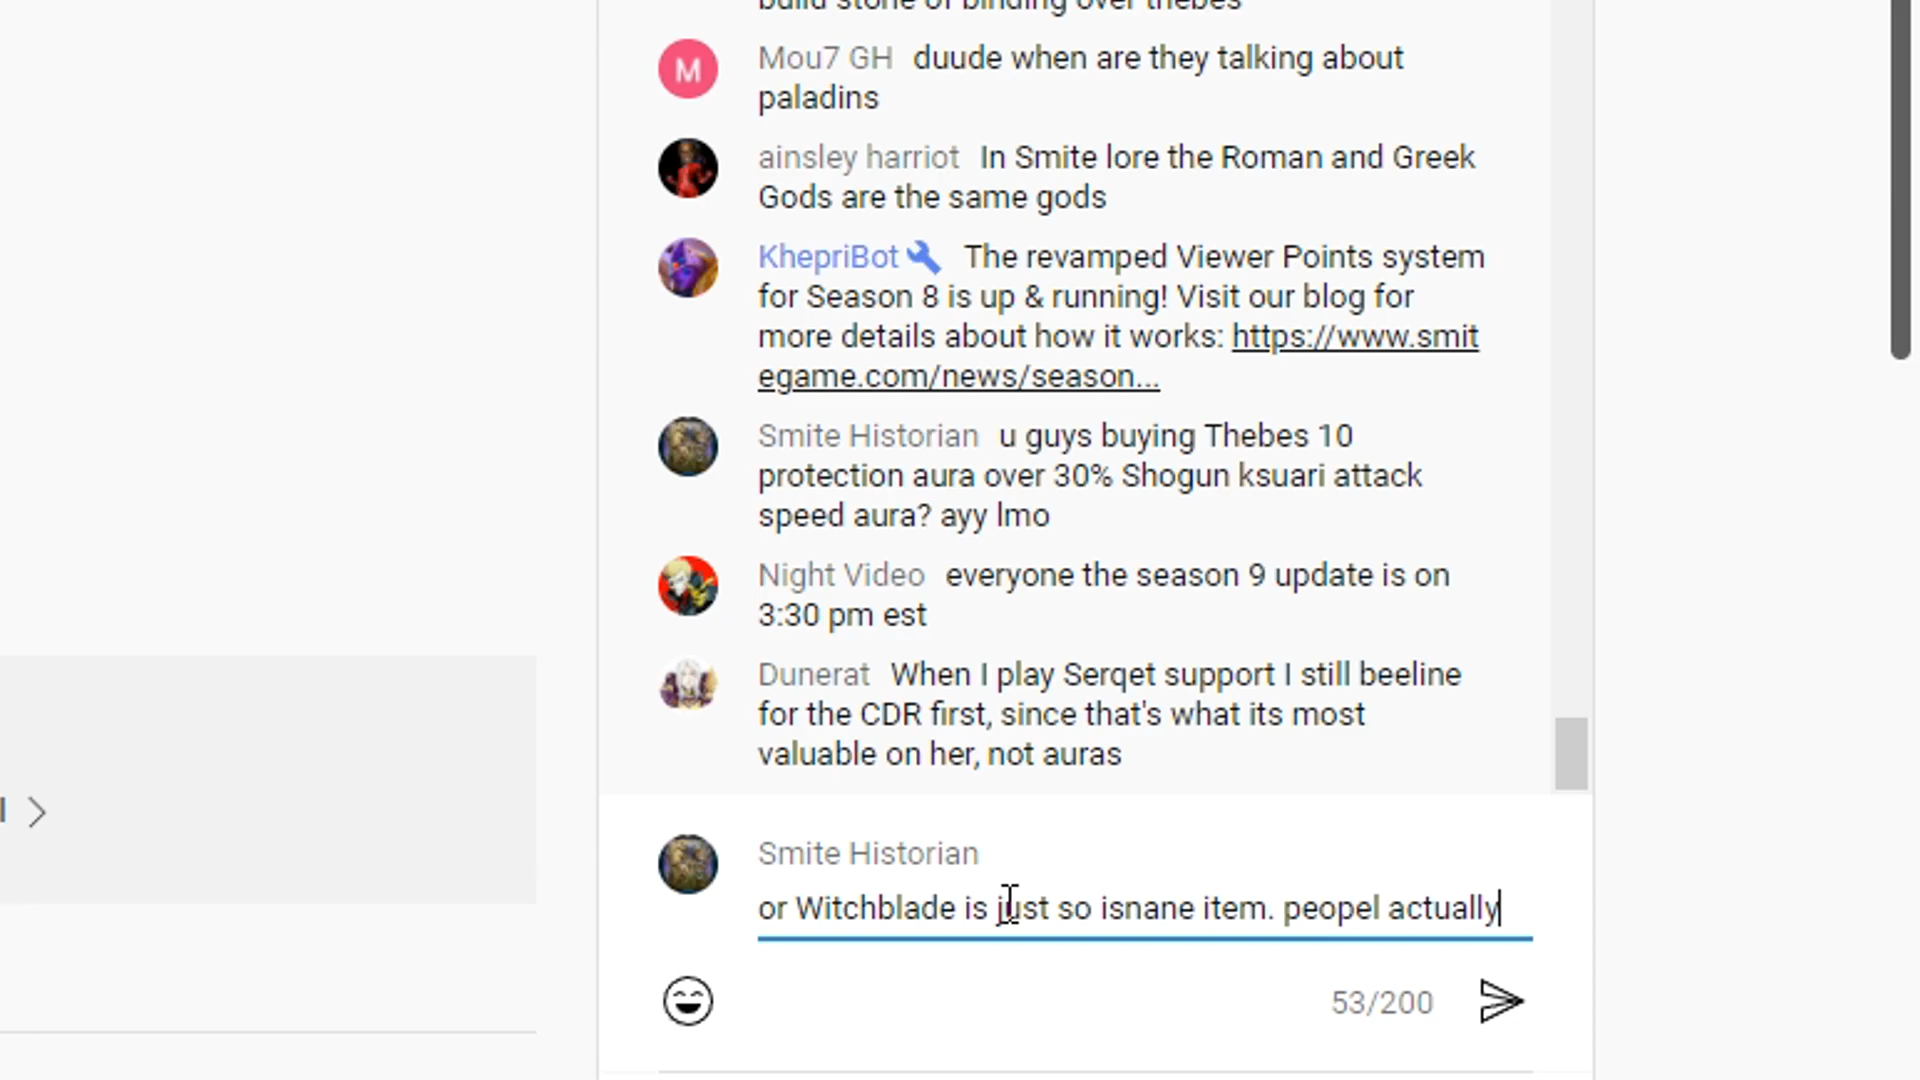 build stone of binding over thebes
Mou7 GH duude when are they talking about
paladins
ainsley harriot In Smite lore the Roman and Greek
Gods are the same gods
KhepriBot The revamped Viewer Points system
for Season 8 is up & running! Visit our blog for
more details about how it works: https://www.smit
egame.com/news/season...
Smite Historian u guys buying Thebes 10
protection aura over 30% Shogun ksuari attack
speed aura? ayy lmo
Night Video everyone the season 9 update is on
3:30 pm est
Dunerat When I play Serqet support I still beeline
for the CDR first, since that's what its most
valuable on her, not auras
Smite Historian
or Witchblade is just so isnane item. peopel actually
53/200